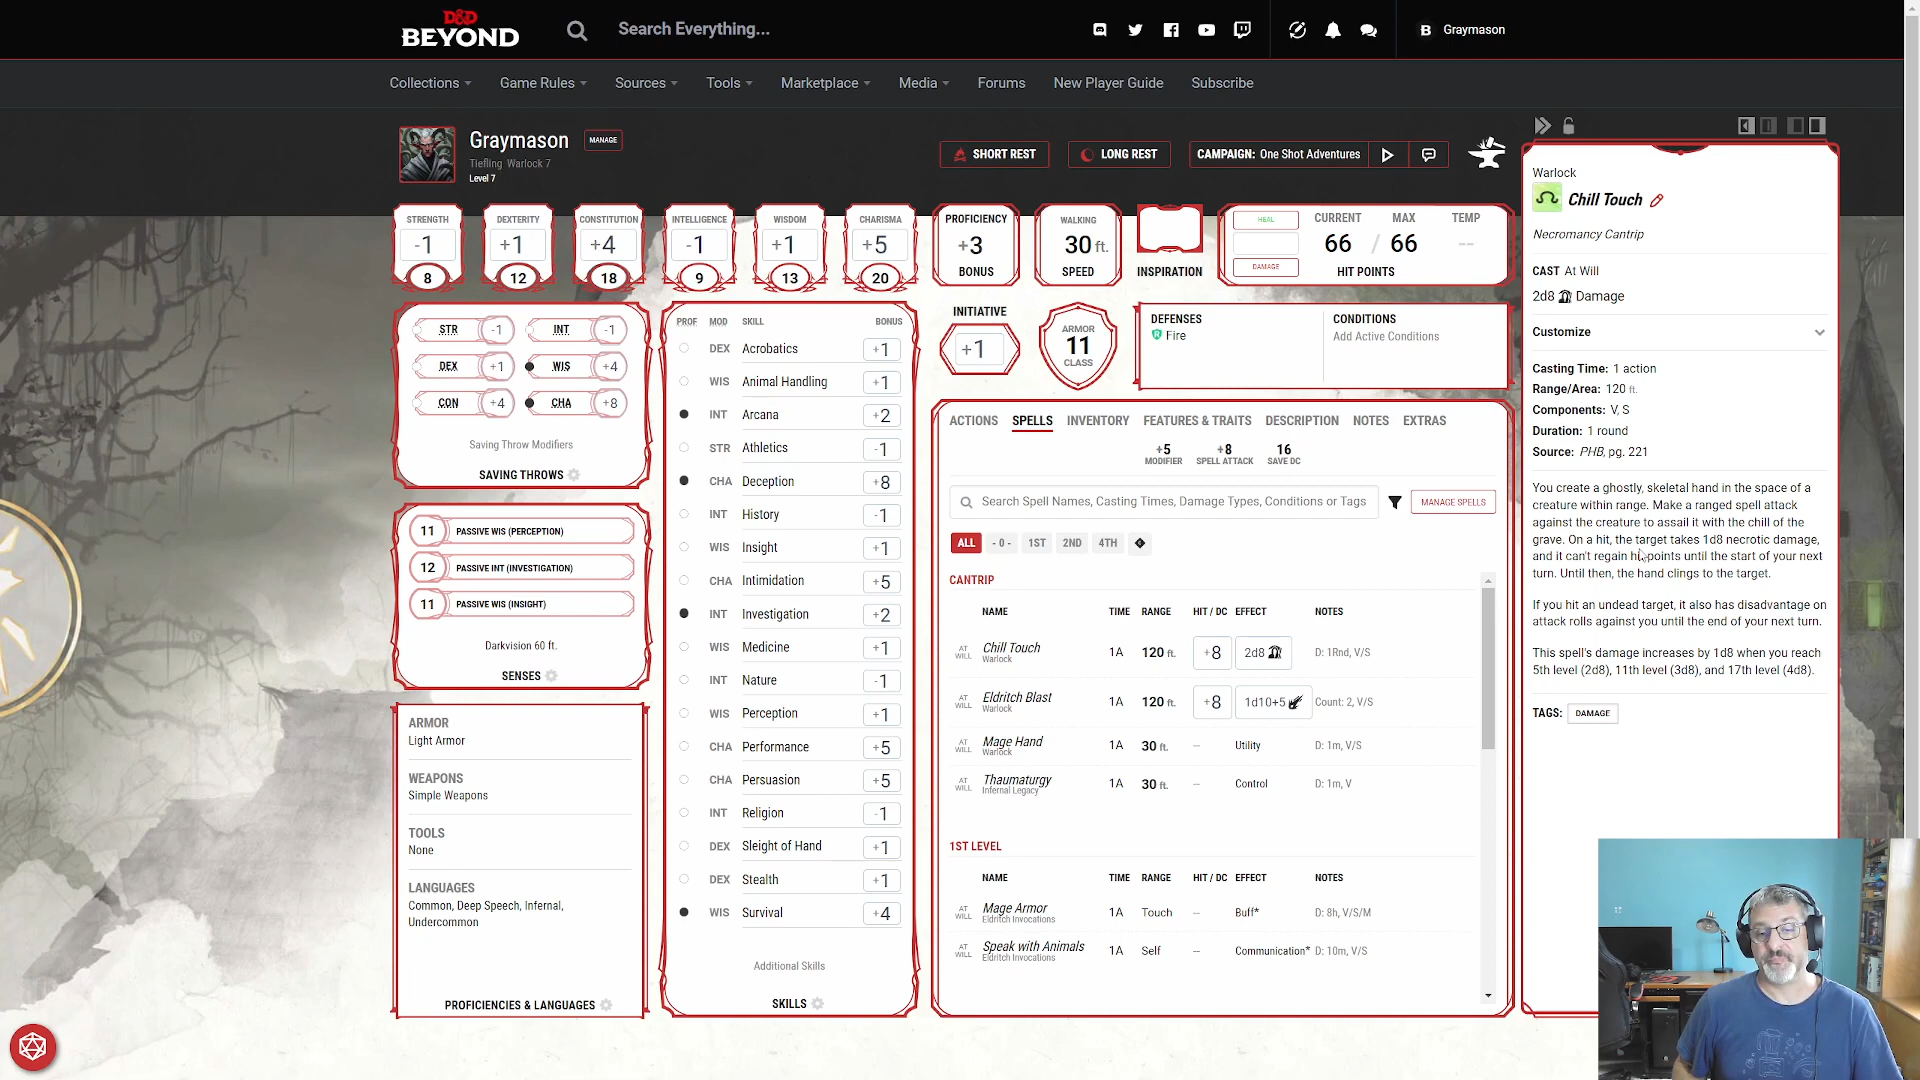 D&D
BEYOND
Search Everything...
B Graymason
Collections
Game Rules
Sources
Tools
Marketplace
Media
Forums
New Player Guide
Subscribe
Graymason
MANAGE
Tiefling Warlock 7
Level 7
SHORT REST
LONG REST
CAMPAIGN: One Shot Adventures
STRENGTH
-1
8
DEXTERITY
+1
12
CONSTITUTION
+4
18
INTELLIGENCE
-1
9
WISDOM
+1
13
CHARISMA
+5
20
PROFICIENCY
+3
BONUS
WALKING
30 ft.
SPEED
INSPIRATION
HEAL
DAMAGE
CURRENT MAX TEMP
66 / 66 --
HIT POINTS
STR -1
INT -1
DEX +1
WIS +4
CON +4
CHA +8
Saving Throw Modifiers
SAVING THROWS
11 PASSIVE WIS (PERCEPTION)
12 PASSIVE INT (INVESTIGATION)
11 PASSIVE WIS (INSIGHT)
Darkvision 60 ft.
SENSES
ARMOR
Light Armor
WEAPONS
Simple Weapons
TOOLS
None
LANGUAGES
Common, Deep Speech, Infernal,
Undercommon
PROFICIENCIES & LANGUAGES
PROF MOD SKILL BONUS
DEX Acrobatics +1
WIS Animal Handling +1
INT Arcana +2
STR Athletics -1
CHA Deception +8
INT History -1
WIS Insight +1
CHA Intimidation +5
INT Investigation +2
WIS Medicine +1
INT Nature -1
WIS Perception +1
CHA Performance +5
CHA Persuasion +5
INT Religion -1
DEX Sleight of Hand +1
DEX Stealth +1
WIS Survival +4
Additional Skills
SKILLS
INITIATIVE
+1
ARMOR
11
CLASS
DEFENSES
Fire
CONDITIONS
Add Active Conditions
ACTIONS SPELLS INVENTORY FEATURES & TRAITS DESCRIPTION NOTES EXTRAS
+5 +8 16
MODIFIER SPELL ATTACK SAVE DC
Search Spell Names, Casting Times, Damage Types, Conditions or Tags
MANAGE SPELLS
ALL - 0 - 1ST 2ND 4TH
CANTRIP
NAME TIME RANGE HIT / DC EFFECT NOTES
AT WILL Chill Touch 1A 120 ft. +8 2d8 D: 1Rnd, V/S
Warlock
AT WILL Eldritch Blast 1A 120 ft. +8 1d10+5 Count: 2, V/S
Warlock
AT WILL Mage Hand 1A 30 ft. -- Utility D: 1m, V/S
Warlock
AT WILL Thaumaturgy 1A 30 ft. -- Control D: 1m, V
Infernal Legacy
1ST LEVEL
NAME TIME RANGE HIT / DC EFFECT NOTES
AT WILL Mage Armor 1A Touch -- Buff* D: 8h, V/S/M
Eldritch Invocations
AT WILL Speak with Animals 1A Self -- Communication* D: 10m, V/S
Eldritch Invocations
Warlock
Chill Touch
Necromancy Cantrip
CAST At Will
2d8 Damage
Customize
Casting Time: 1 action
Range/Area: 120 ft.
Components: V, S
Duration: 1 round
Source: PHB, pg. 221
You create a ghostly, skeletal hand in the space of a
creature within range. Make a ranged spell attack
against the creature to assail it with the chill of the
grave. On a hit, the target takes 1d8 necrotic damage,
and it can't regain hit points until the start of your next
turn. Until then, the hand clings to the target.
If you hit an undead target, it also has disadvantage on
attack rolls against you until the end of your next turn.
This spell's damage increases by 1d8 when you reach
5th level (2d8), 11th level (3d8), and 17th level (4d8).
TAGS: DAMAGE